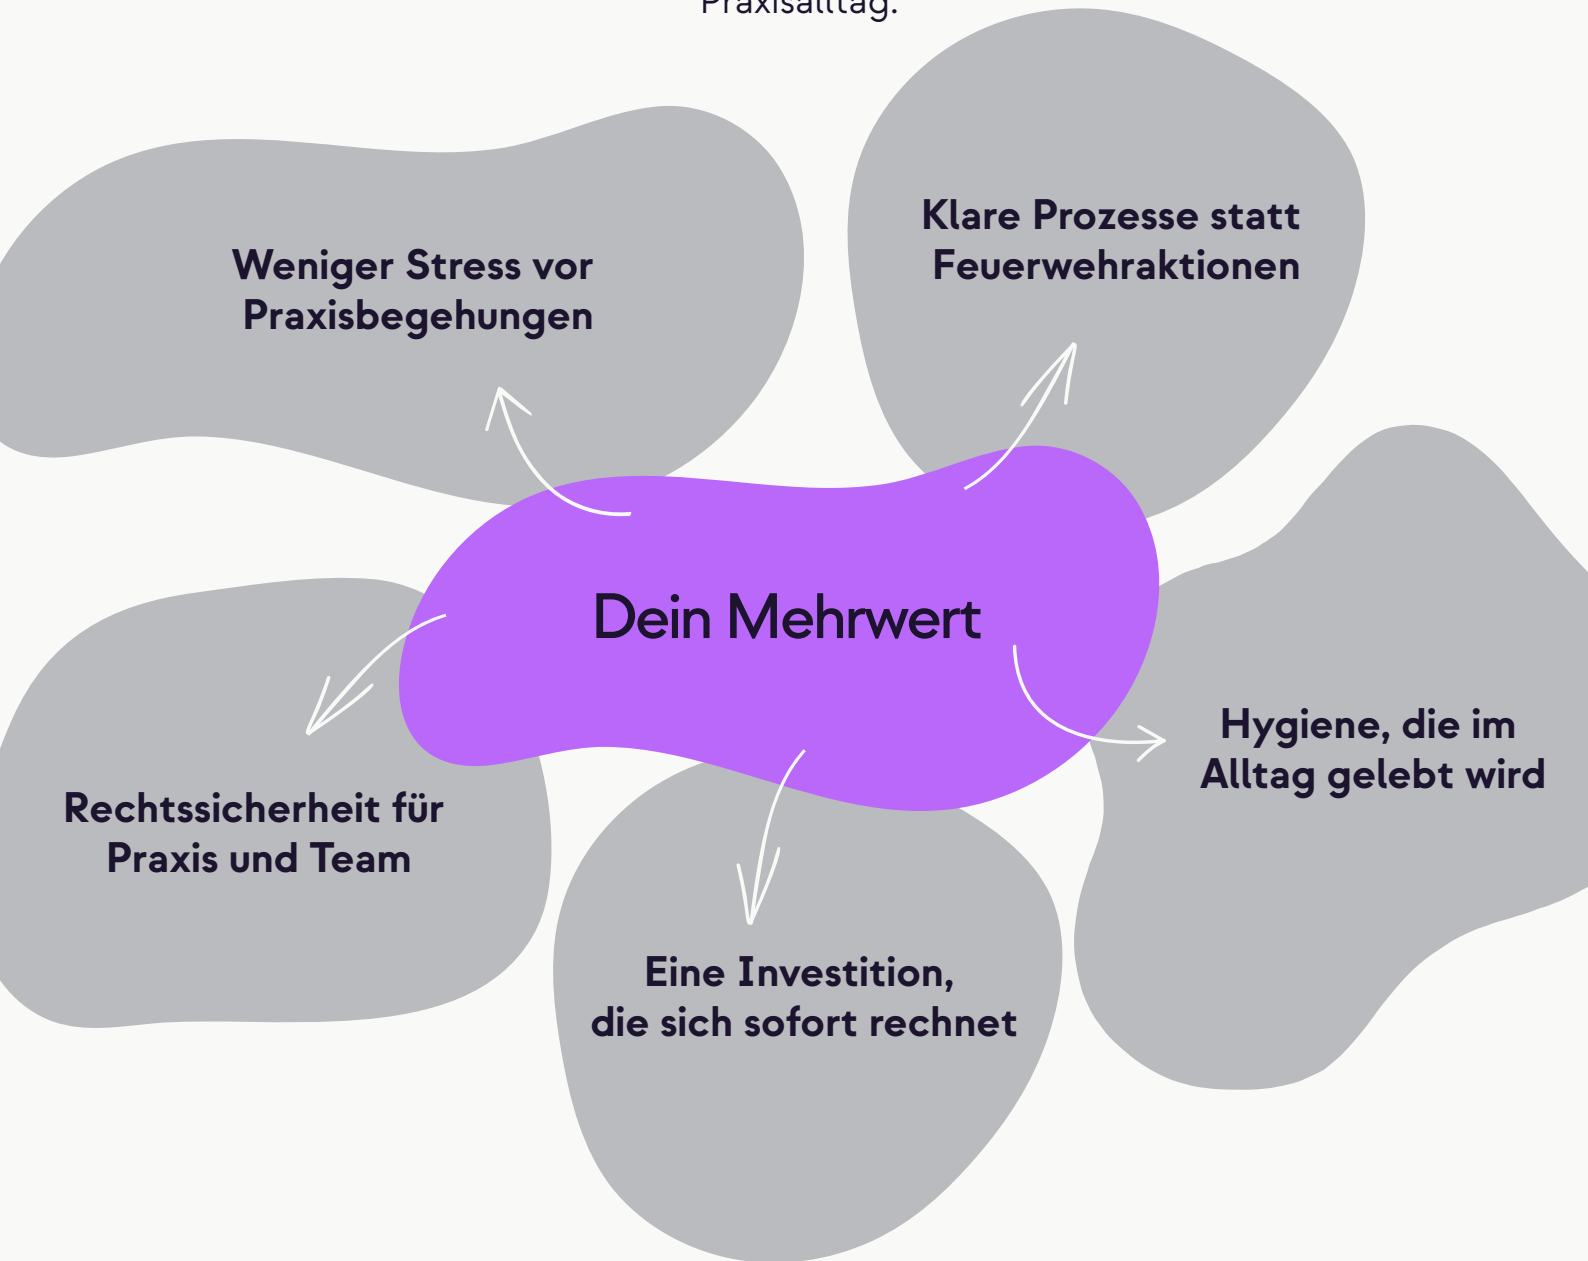 Praxisalltag.
Klare Prozesse statt
Feuerwehraktionen
Weniger Stress vor
Praxisbegehungen
Dein Mehrwert
Hygiene, die im
Alltag gelebt wird
Rechtssicherheit für
Praxis und Team
Eine Investition,
die sich sofort rechnet